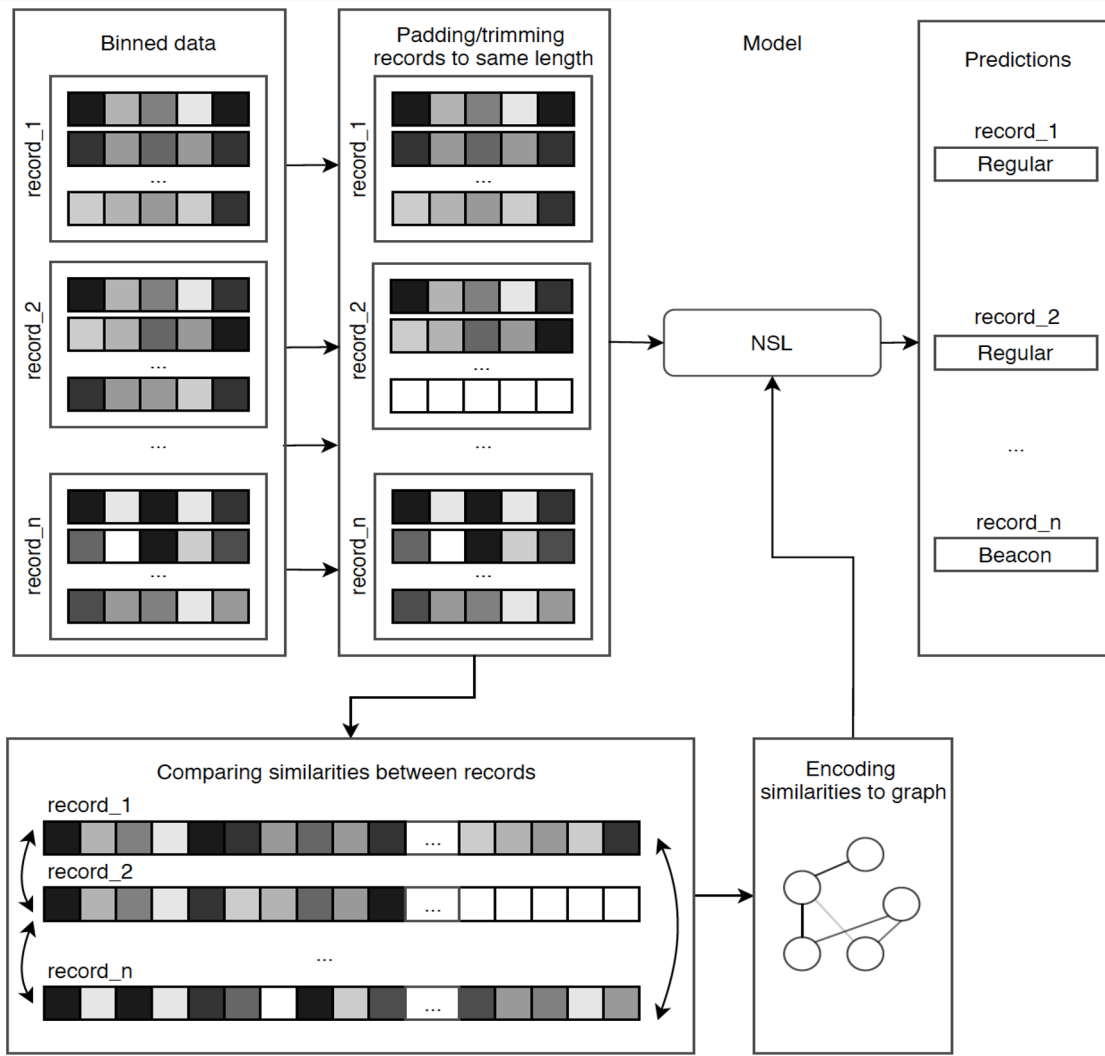 Binned data
record_1
...
record_2
...
...
record_n
...
Padding/trimming
records to same length
record_1
...
record_2
...
...
record_n
...
Model
NSL
Predictions
record_1
Regular
record_2
Regular
...
record_n
Beacon
Comparing similarities between records
record_1
...
record_2
...
...
record_n
...
Encoding
similarities to graph